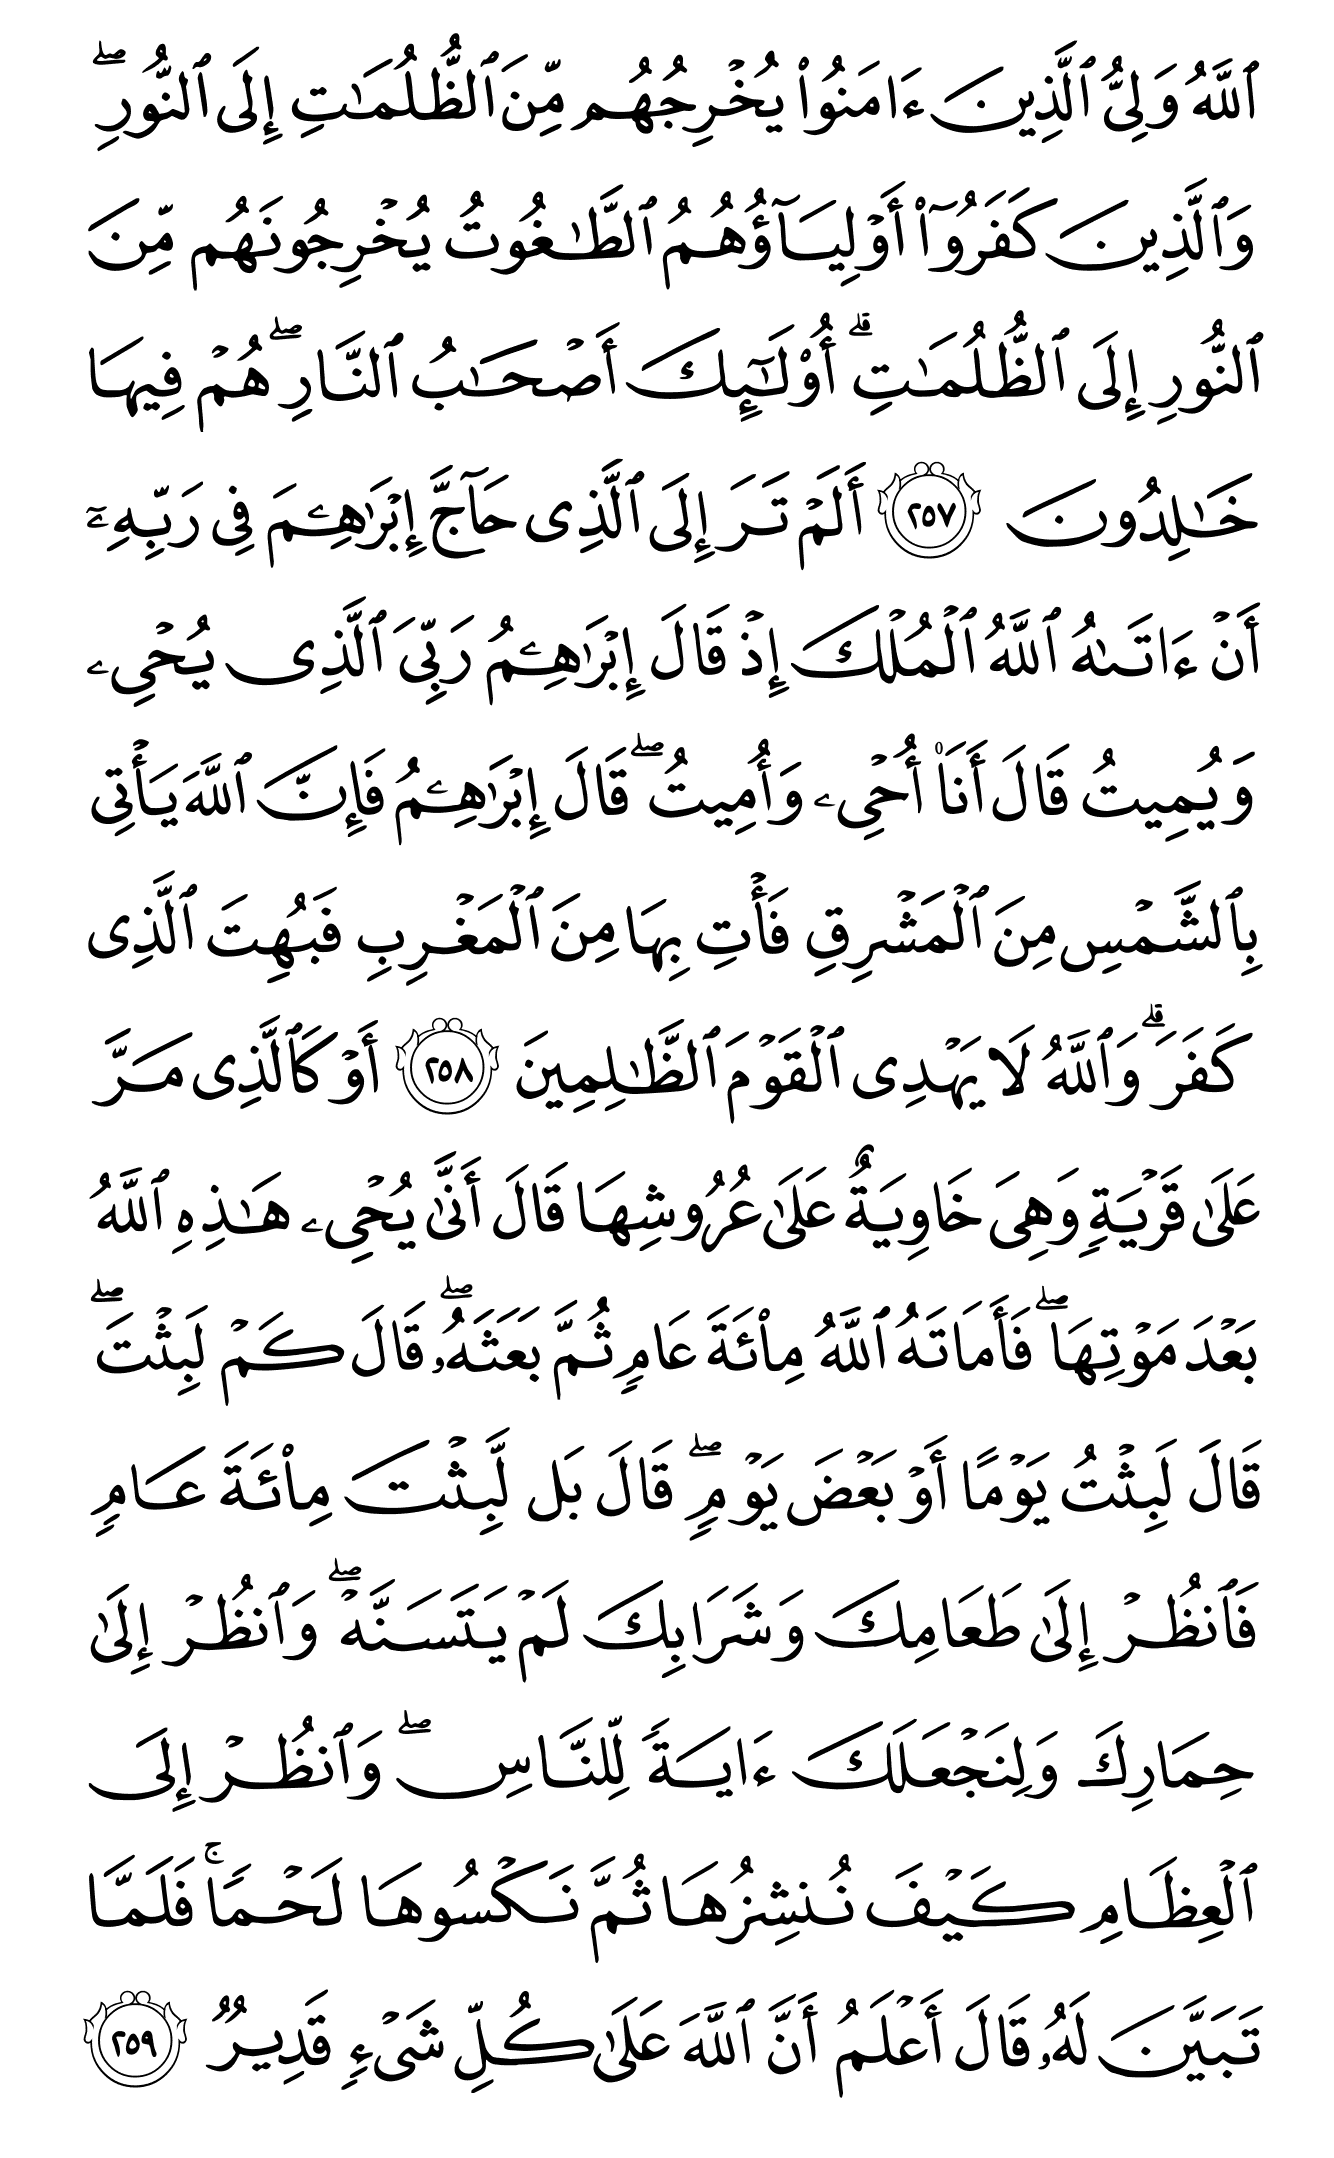 ٱللَّهُ وَلِىُّ ٱلَّذِينَ ءَامَنُوا۟ يُخْرِجُهُم مِّنَ ٱلظُّلُمَـٰتِ إِلَى ٱلنُّورِ ۖ
وَٱلَّذِينَ كَفَرُوٓا۟ أَوْلِيَآؤُهُمُ ٱلطَّـٰغُوتُ يُخْرِجُونَهُم مِّنَ
ٱلنُّورِ إِلَى ٱلظُّلُمَـٰتِ ۗ أُو۟لَـٰٓئِكَ أَصْحَـٰبُ ٱلنَّارِ ۖ هُمْ فِيهَا
خَـٰلِدُونَ ٢٥٧ أَلَمْ تَرَ إِلَى ٱلَّذِى حَآجَّ إِبْرَٰهِـۧمَ فِى رَبِّهِۦٓ
أَنْ ءَاتَىٰهُ ٱللَّهُ ٱلْمُلْكَ إِذْ قَالَ إِبْرَٰهِـۧمُ رَبِّىَ ٱلَّذِى يُحْىِۦ
وَيُمِيتُ قَالَ أَنَا۠ أُحْىِۦ وَأُمِيتُ ۖ قَالَ إِبْرَٰهِـۧمُ فَإِنَّ ٱللَّهَ يَأْتِى
بِٱلشَّمْسِ مِنَ ٱلْمَشْرِقِ فَأْتِ بِهَا مِنَ ٱلْمَغْرِبِ فَبُهِتَ ٱلَّذِى
كَفَرَ ۗ وَٱللَّهُ لَا يَهْدِى ٱلْقَوْمَ ٱلظَّـٰلِمِينَ ٢٥٨ أَوْ كَٱلَّذِى مَرَّ
عَلَىٰ قَرْيَةٍ وَهِىَ خَاوِيَةٌ عَلَىٰ عُرُوشِهَا قَالَ أَنَّىٰ يُحْىِۦ هَـٰذِهِ ٱللَّهُ
بَعْدَ مَوْتِهَا ۖ فَأَمَاتَهُ ٱللَّهُ مِا۟ئَةَ عَامٍ ثُمَّ بَعَثَهُۥ ۖ قَالَ كَمْ لَبِثْتَ ۖ
قَالَ لَبِثْتُ يَوْمًا أَوْ بَعْضَ يَوْمٍ ۖ قَالَ بَل لَّبِثْتَ مِا۟ئَةَ عَامٍ
فَٱنظُرْ إِلَىٰ طَعَامِكَ وَشَرَابِكَ لَمْ يَتَسَنَّهْ ۖ وَٱنظُرْ إِلَىٰ
حِمَارِكَ وَلِنَجْعَلَكَ ءَايَةً لِّلنَّاسِ ۖ وَٱنظُرْ إِلَى
ٱلْعِظَامِ كَيْفَ نُنشِزُهَا ثُمَّ نَكْسُوهَا لَحْمًا ۚ فَلَمَّا
تَبَيَّنَ لَهُۥ قَالَ أَعْلَمُ أَنَّ ٱللَّهَ عَلَىٰ كُلِّ شَىْءٍ قَدِيرٌ ٢٥٩